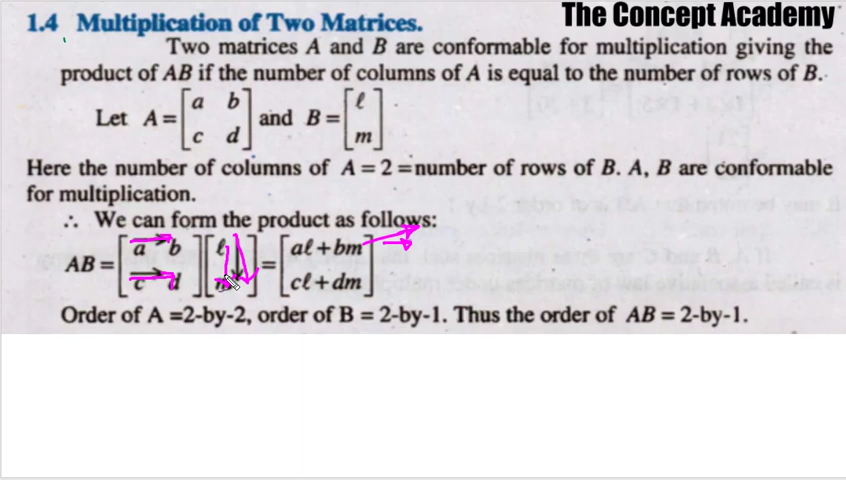 The Concept Academy
1.4 Multiplication of Two Matrices.
Two matrices A and B are conformable for multiplication giving the
product of AB if the number of columns of A is equal to the number of rows of B.
Let A = [a b; c d] and B = [ℓ; m]
Here the number of columns of A = 2 = number of rows of B. A, B are conformable
for multiplication.
∴ We can form the product as follows:
AB = [a b; c d] [ℓ; m] = [aℓ + bm; cℓ + dm]
Order of A =2-by-2, order of B = 2-by-1. Thus the order of AB = 2-by-1.